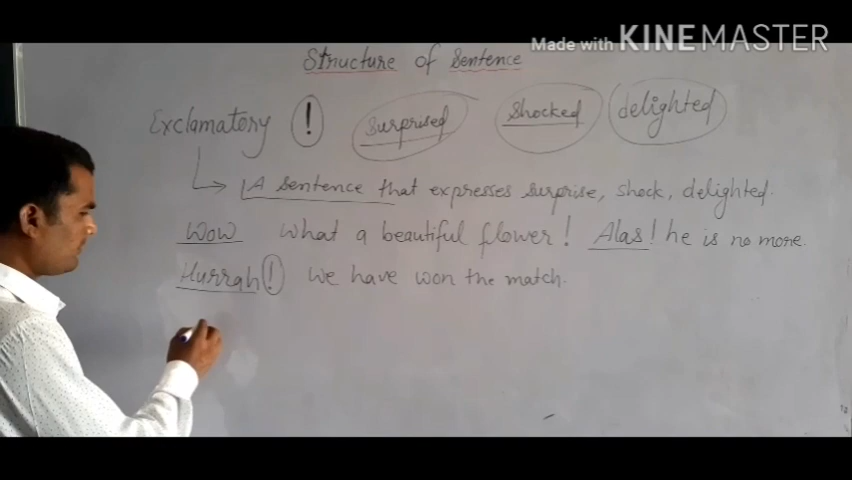 Made with KINEMASTER
Structure of Sentence
Exclamatory ! Surprised Shocked delighted
A sentence that expresses surprise, shock, delighted.
Wow What a beautiful flower! Alas! he is no more.
Hurrah! We have won the match.